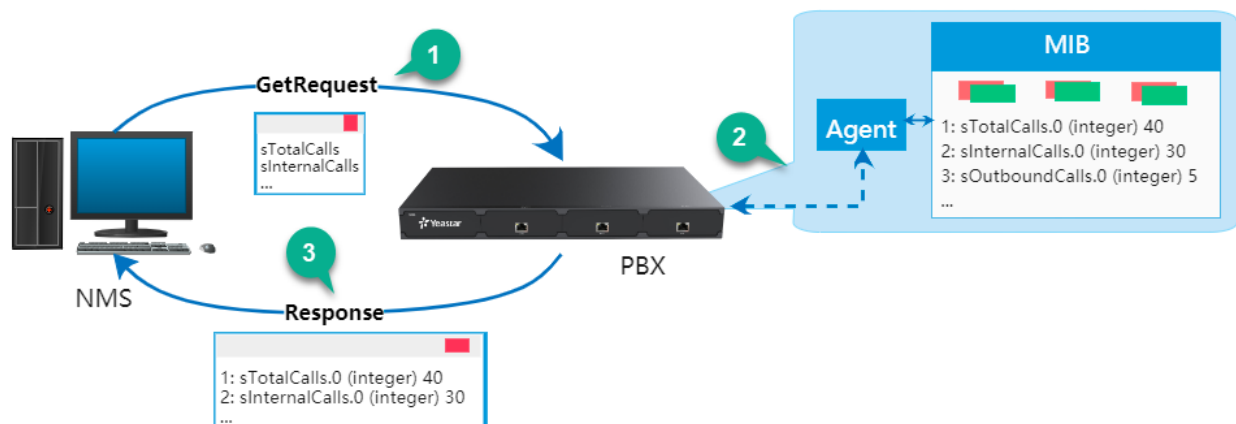 1
GetRequest
sTotalCalls
sInternalCalls
...
NMS
3
Response
1: sTotalCalls.0 (integer) 40
2: sInternalCalls.0 (integer) 30
...
Yeastar
PBX
2
Agent
MIB
1: sTotalCalls.0 (integer) 40
2: sInternalCalls.0 (integer) 30
3: sOutboundCalls.0 (integer) 5
...